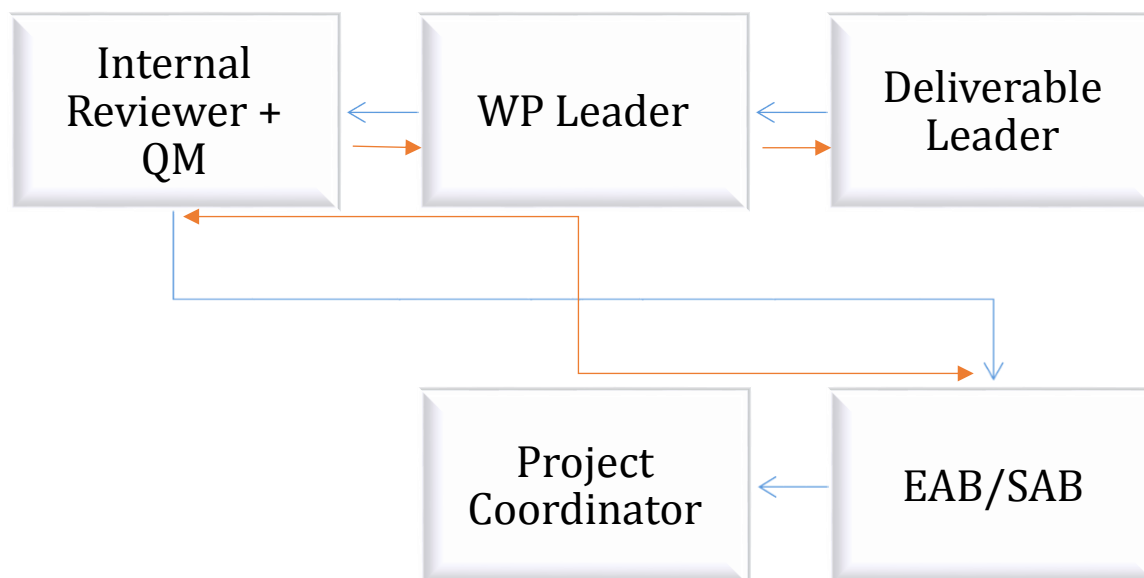 Internal
Reviewer +
QM
WP Leader
Deliverable
Leader
Project
Coordinator
EAB/SAB